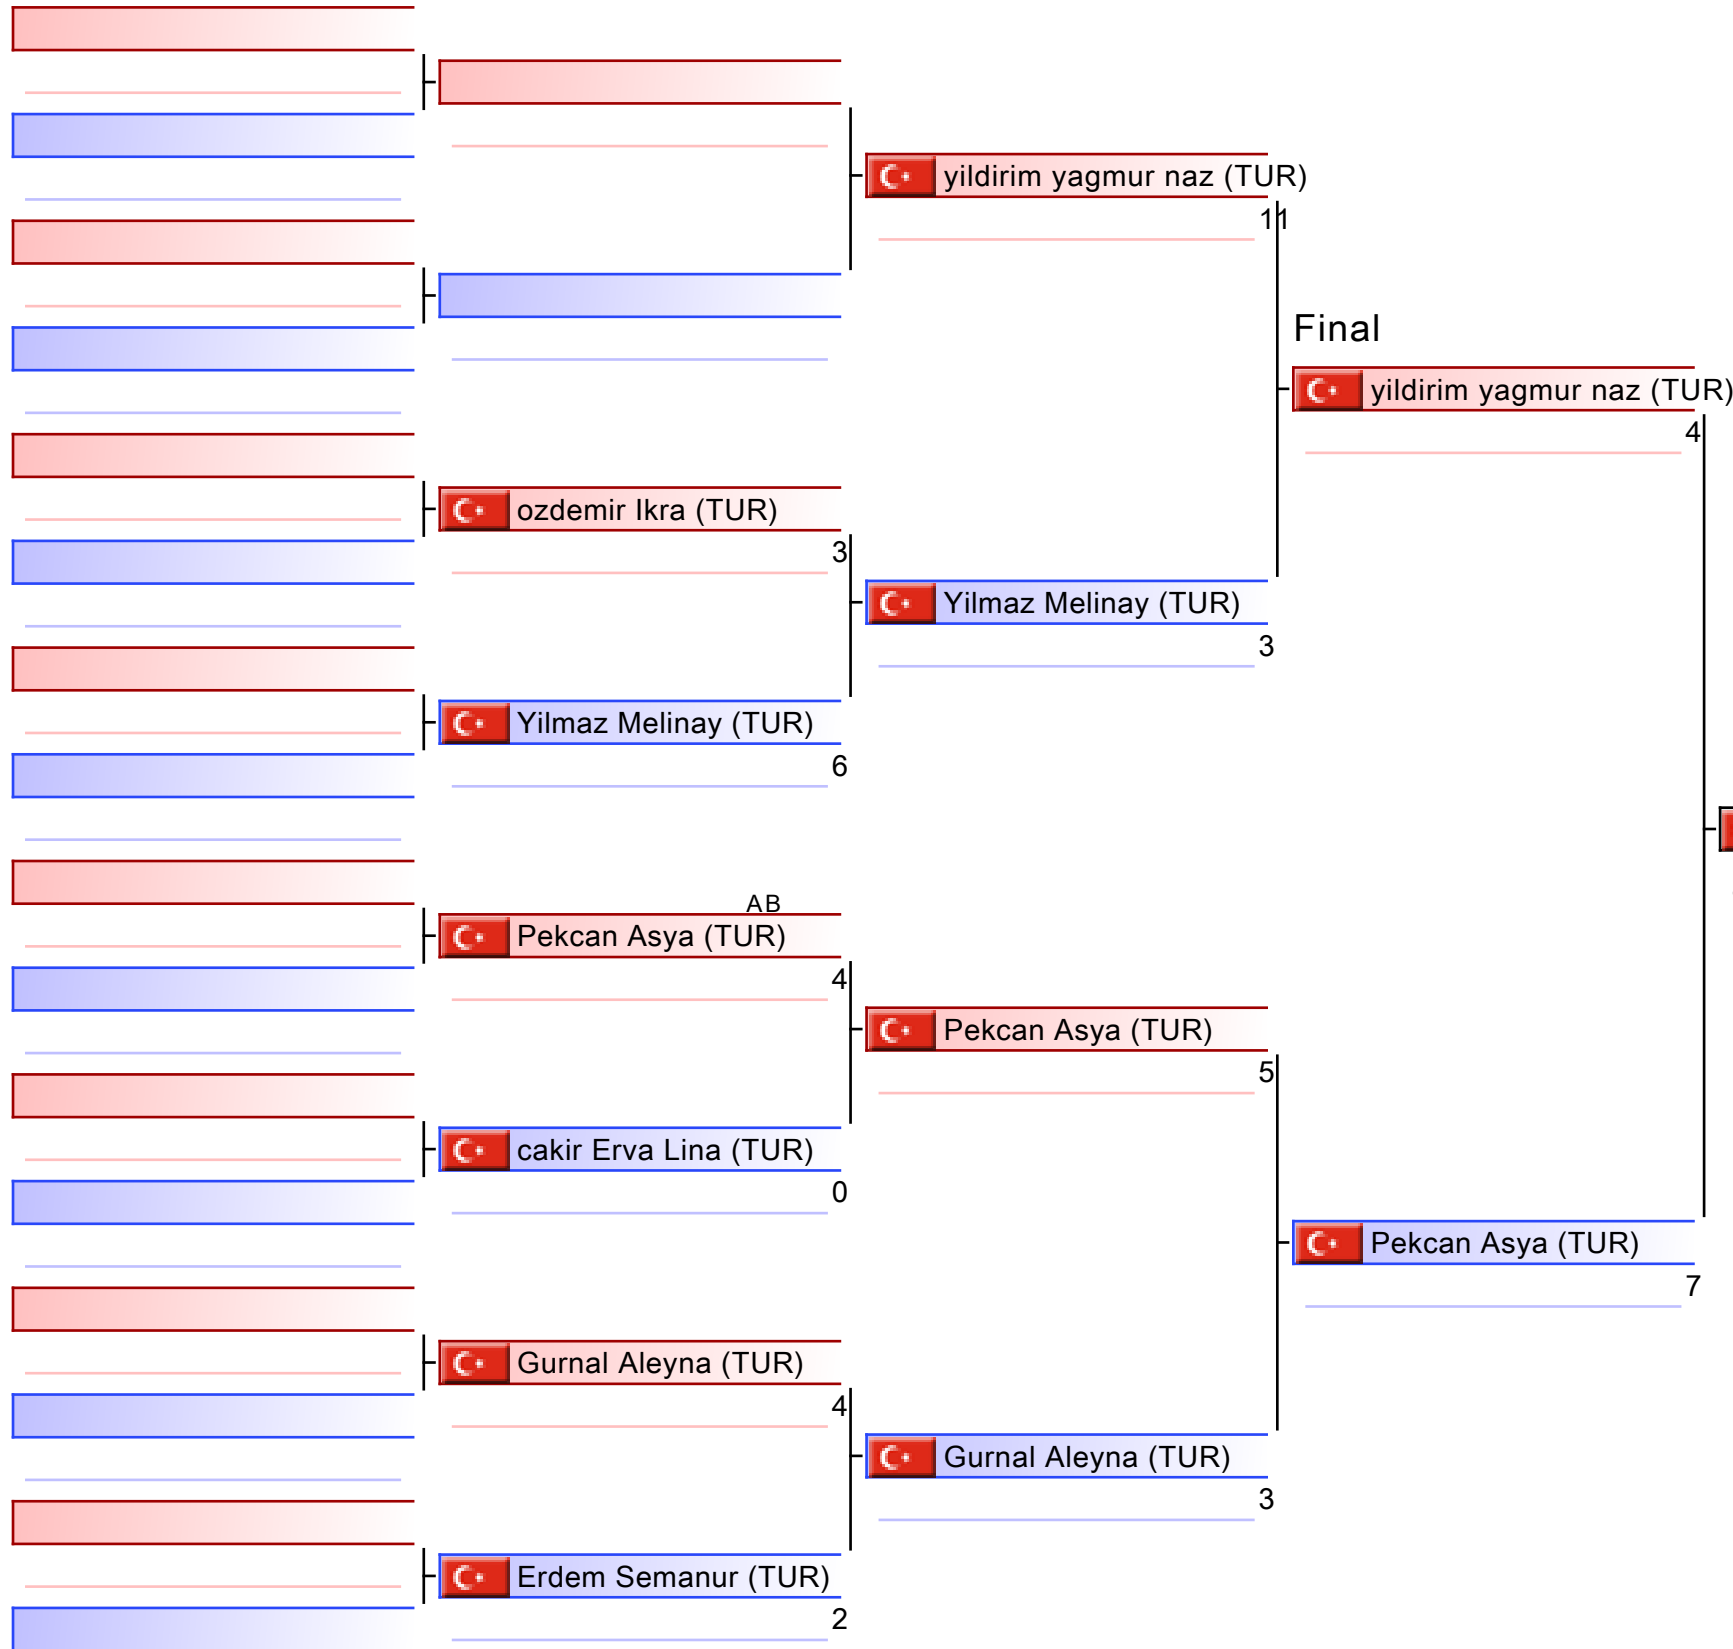 yildirim yagmur naz (TUR)
11
Final
yildirim yagmur naz (TUR)
4
ozdemir Ikra (TUR)
3
Yilmaz Melinay (TUR)
3
Yilmaz Melinay (TUR)
6
AB
Pekcan Asya (TUR)
4
Pekcan Asya (TUR)
5
cakir Erva Lina (TUR)
0
Pekcan Asya (TUR)
7
Gurnal Aleyna (TUR)
4
Gurnal Aleyna (TUR)
3
Erdem Semanur (TUR)
2